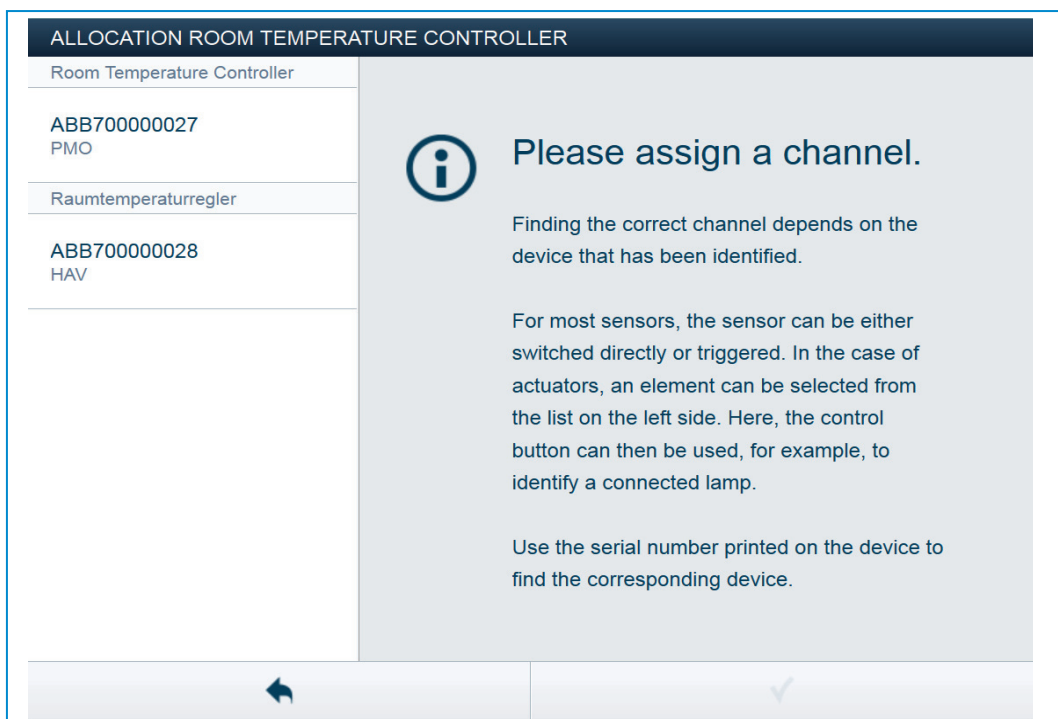 ALLOCATION ROOM TEMPERATURE CONTROLLER
Room Temperature Controller
ABB700000027
PMO
Raumtemperaturregler
ABB700000028
HAV
Please assign a channel.
Finding the correct channel depends on the
device that has been identified.
For most sensors, the sensor can be either
switched directly or triggered. In the case of
actuators, an element can be selected from
the list on the left side. Here, the control
button can then be used, for example, to
identify a connected lamp.
Use the serial number printed on the device to
find the corresponding device.